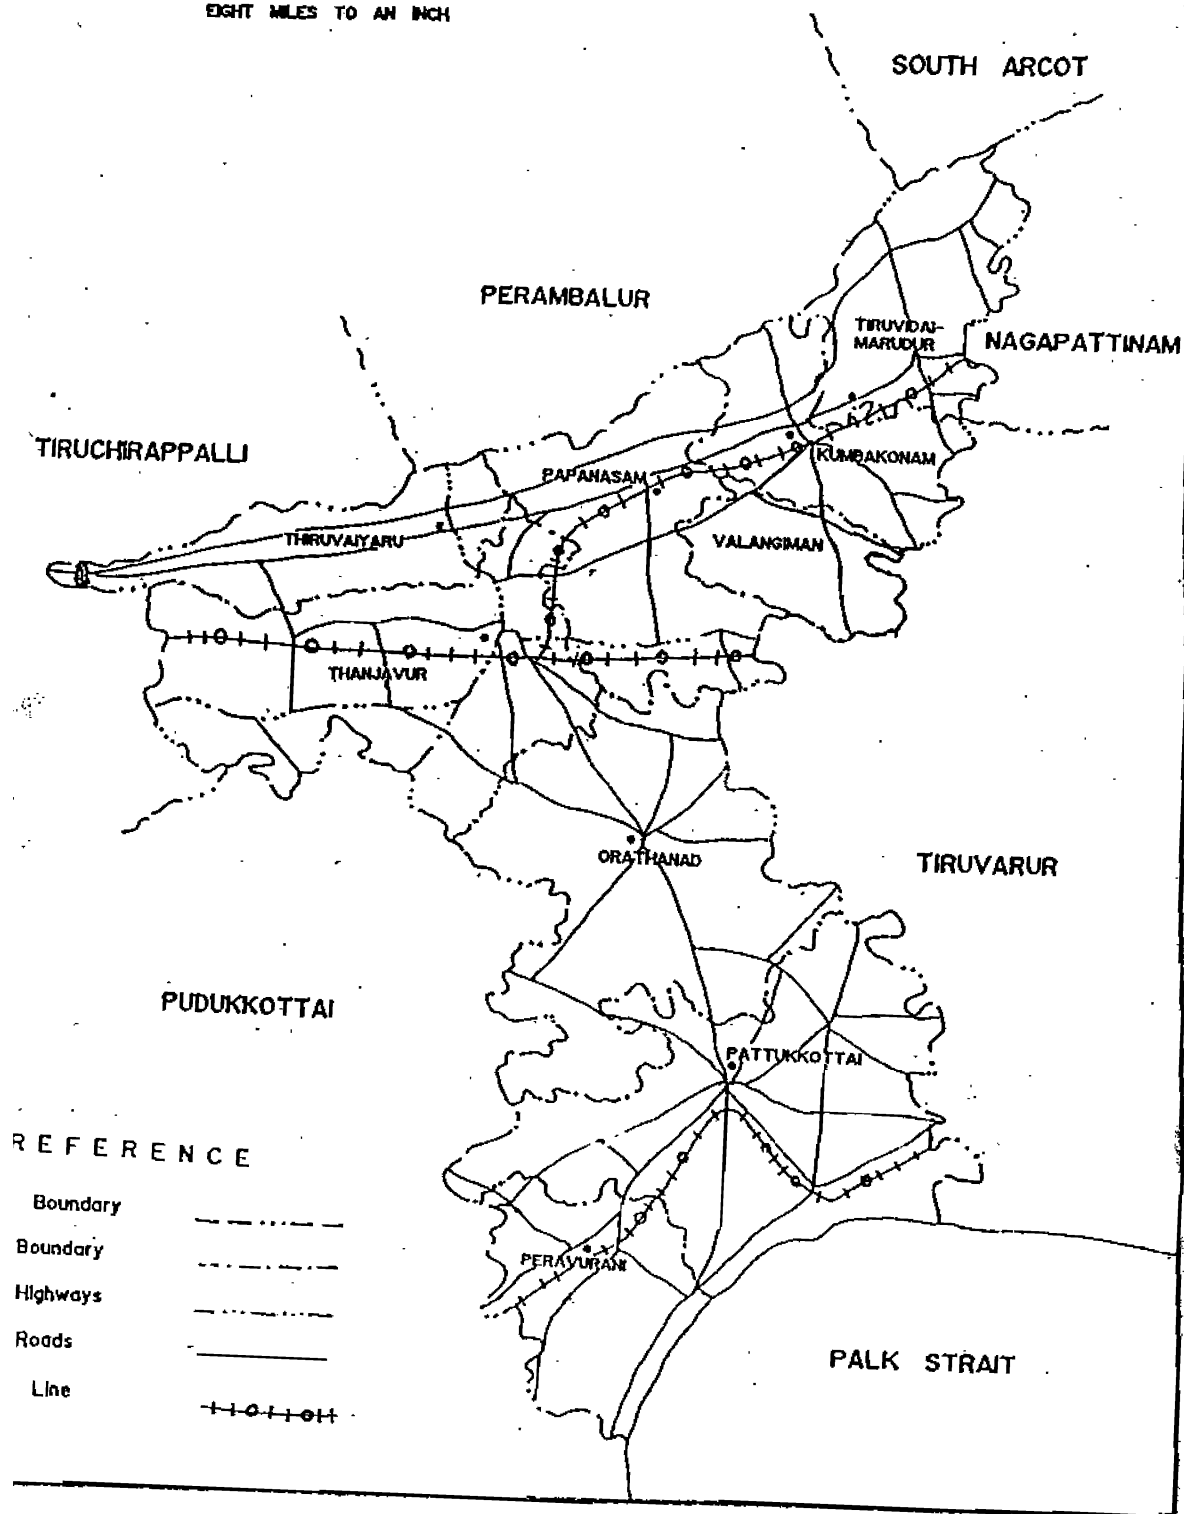 EIGHT MILES TO AN INCH
SOUTH ARCOT
PERAMBALUR
TIRUVIDAI-
MARUDUR
NAGAPATTINAM
TIRUCHIRAPPALLI
PAPANASAM
KUMBAKONAM
THIRUVAIYARU
VALANGIMAN
THANJAVUR
ORATHANAD
TIRUVARUR
PUDUKKOTTAI
PATTUKKOTTAI
REFERENCE
Boundary
Boundary
Highways
Roads
Line
PERAVURANI
PALK STRAIT